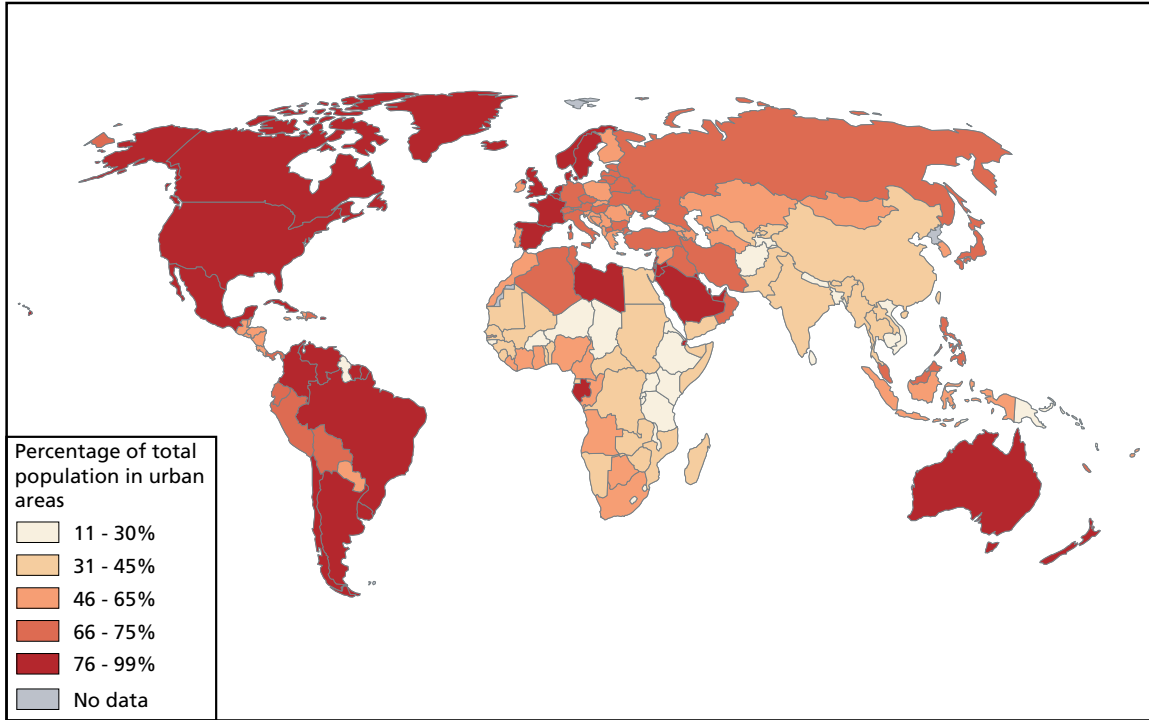 Percentage of total
population in urban
areas
11 - 30%
31 - 45%
46 - 65%
66 - 75%
76 - 99%
No data